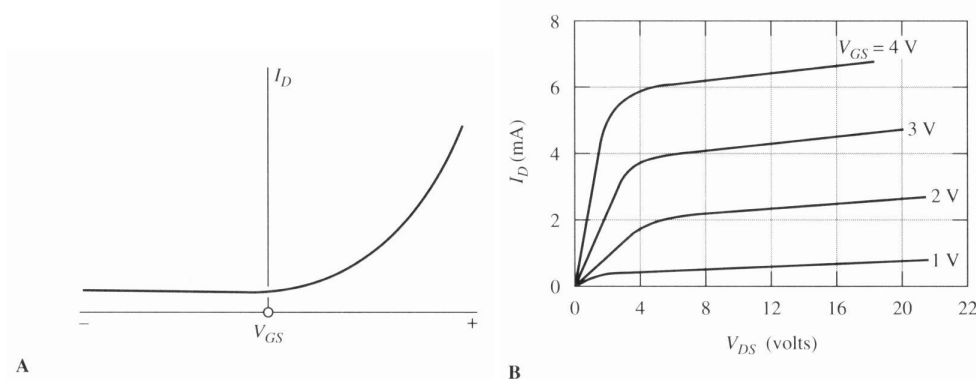 I_D
−
+
V_GS
A
8
6
4
2
0
I_D (mA)
V_GS = 4 V
3 V
2 V
1 V
0
4
8
12
16
20
22
V_DS (volts)
B